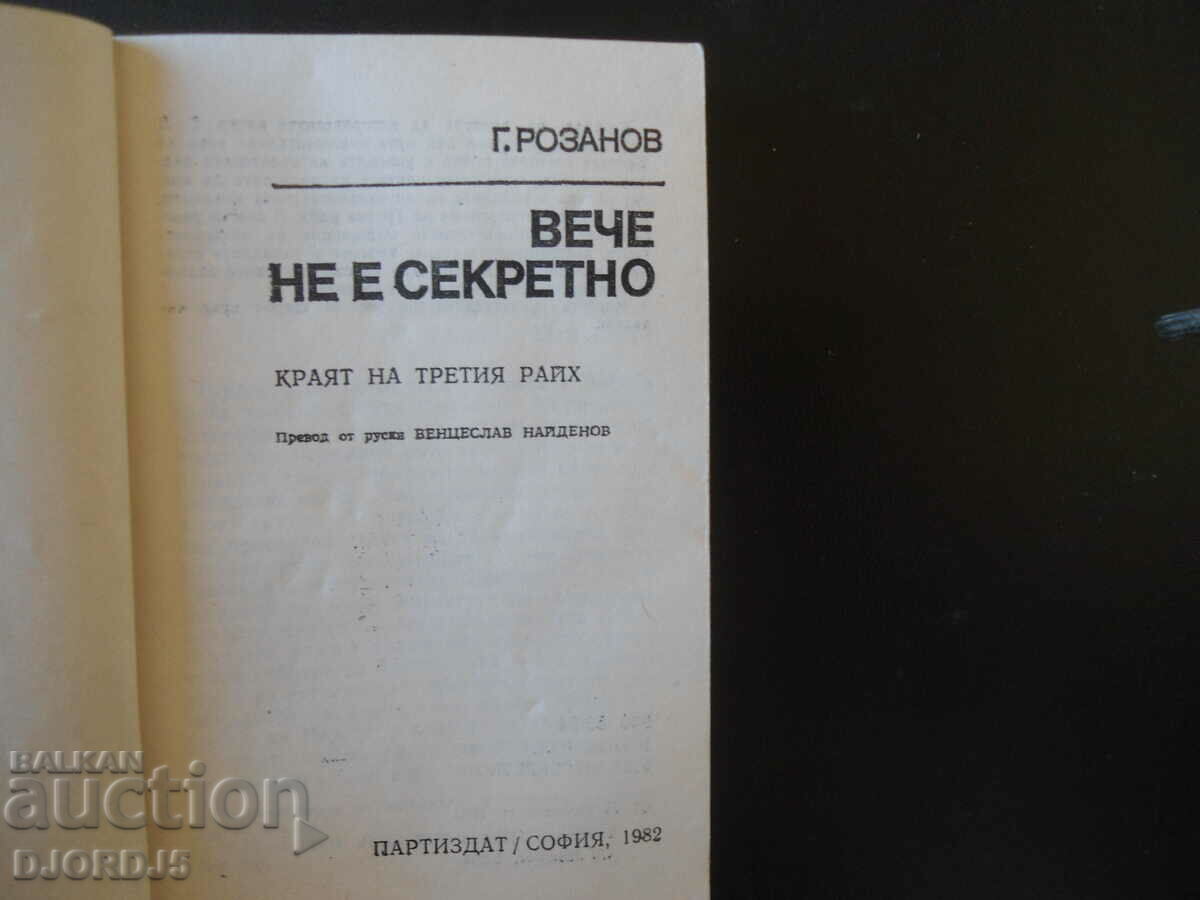 Г. РОЗАНОВ
ВЕЧЕ
НЕ Е СЕКРЕТНО
КРАЯТ НА ТРЕТИЯ РАЙХ
Превод от руски ВЕНЦЕСЛАВ НАЙДЕНОВ
ПАРТИЗДАТ / СОФИЯ, 1982
BALKAN
auction
DJORDJ5